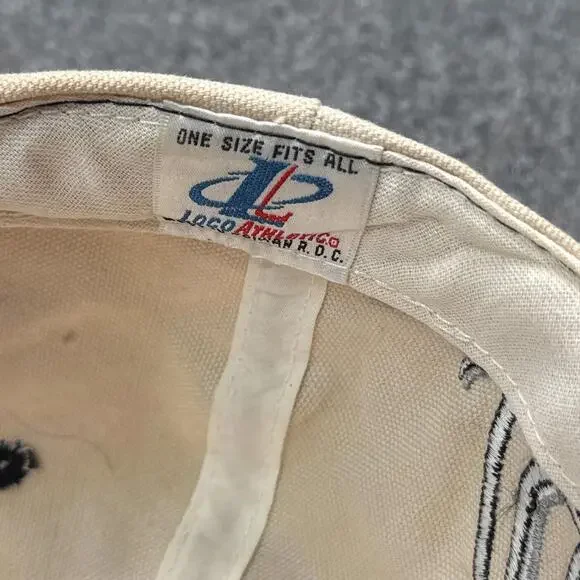 ONE SIZE FITS ALL
LOGO ATHLETIC
R.O.C.